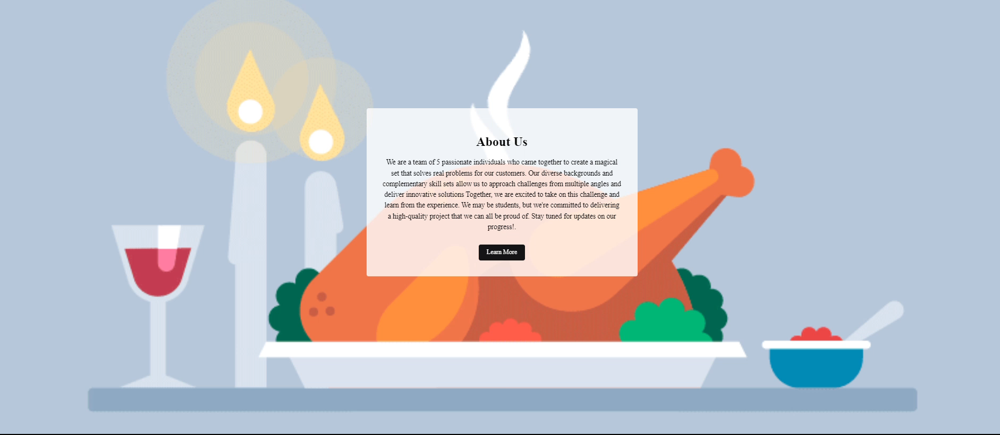 About Us
We are a team of 5 passionate individuals who came together to create a magical
set that solves real problems for our customers. Our diverse backgrounds and
complementary skill sets allow us to approach challenges from multiple angles and
deliver innovative solutions Together, we are excited to take on this challenge and
learn from the experience. We may be students, but we're committed to delivering
a high-quality project that we can all be proud of. Stay tuned for updates on our
progress!.
Learn More